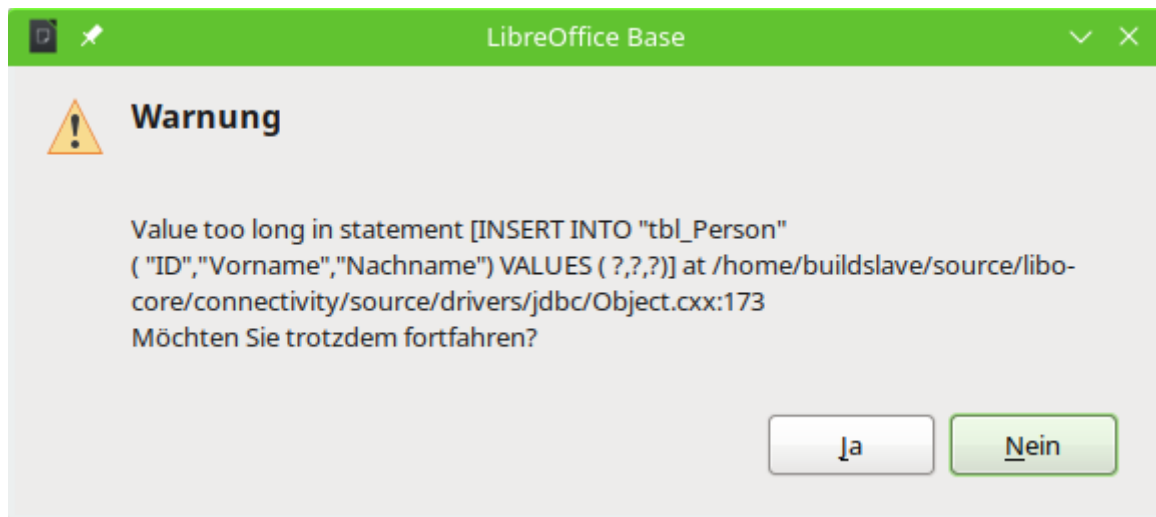 LibreOffice Base
Warnung
Value too long in statement [INSERT INTO "tbl_Person"
( "ID","Vorname","Nachname") VALUES ( ?,?,?)] at /home/buildslave/source/libo-
core/connectivity/source/drivers/jdbc/Object.cxx:173
Möchten Sie trotzdem fortfahren?
Ja
Nein